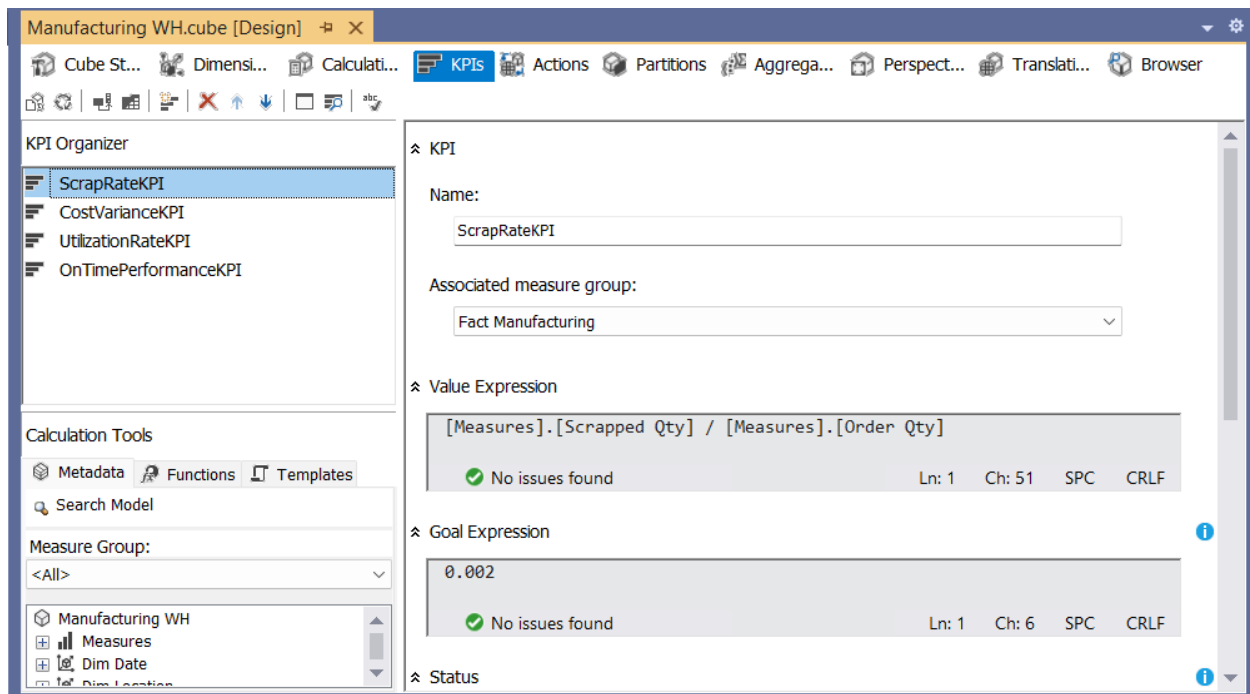 Manufacturing WH.cube [Design]
Cube St... Dimensi... Calculati... KPIs Actions Partitions Aggrega... Perspect... Translati... Browser
abc
KPI Organizer
ScrapRateKPI
CostVarianceKPI
UtilizationRateKPI
OnTimePerformanceKPI
Calculation Tools
Metadata Functions Templates
Search Model
Measure Group:
<All>
Manufacturing WH
Measures
Dim Date
Dim Location
KPI
Name:
ScrapRateKPI
Associated measure group:
Fact Manufacturing
Value Expression
[Measures].[Scrapped Qty] / [Measures].[Order Qty]
No issues found Ln: 1 Ch: 51 SPC CRLF
Goal Expression
0.002
No issues found Ln: 1 Ch: 6 SPC CRLF
Status